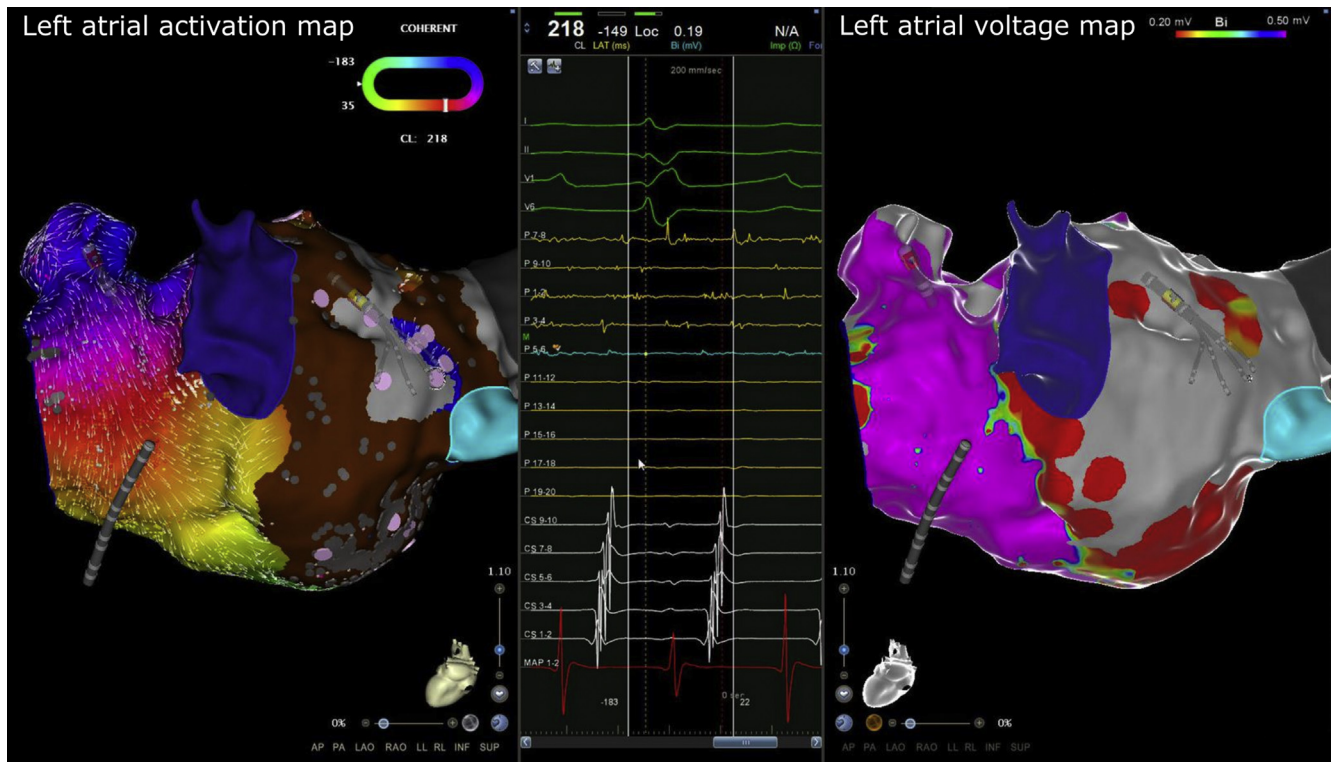 Left atrial activation map
COHERENT
-183
35
CL: 218
1.10
0%
AP PA LAO RAO LL RL INF SUP
218 -149 Loc 0.19 N/A
CL LAT (ms) Bi (mV) Imp (Ω) Fo
200 mm/sec
I
II
V1
V6
P 7-8
P 9-10
P 1-2
P 3-4
M
P 5-6
P 11-12
P 13-14
P 15-16
P 17-18
P 19-20
CS 9-10
CS 7-8
CS 5-6
CS 3-4
CS 1-2
MAP 1-2
0 sec
-183 22
Left atrial voltage map
0.20 mV Bi 0.50 mV
1.10
0%
AP PA LAO RAO LL RL INF SUP